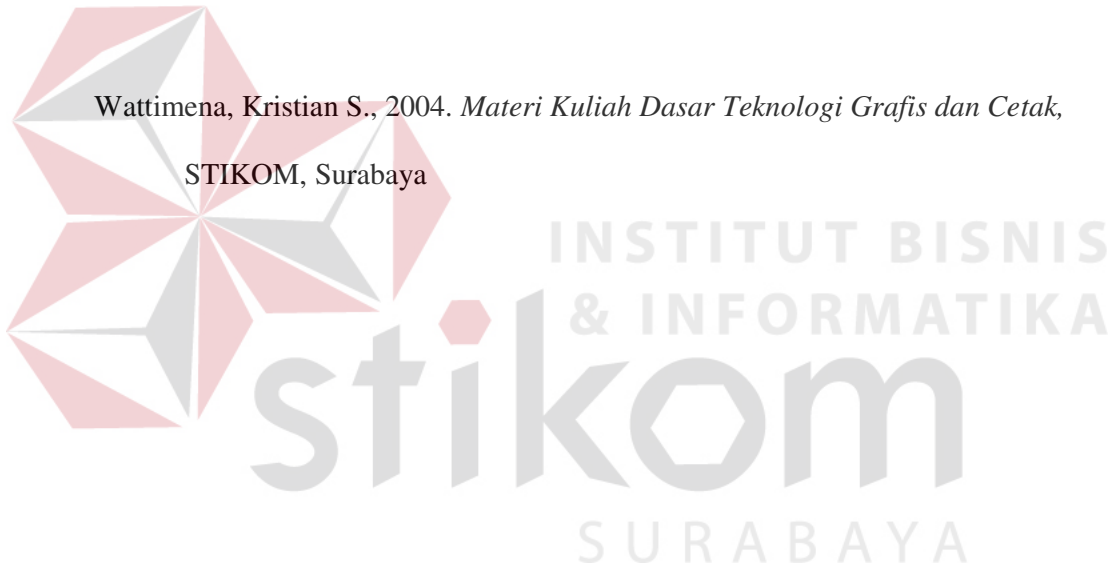 Wattimena, Kristian S., 2004. Materi Kuliah Dasar Teknologi Grafis dan Cetak,
STIKOM, Surabaya
INSTITUT BISNIS
& INFORMATIKA
stikom
SURABAYA